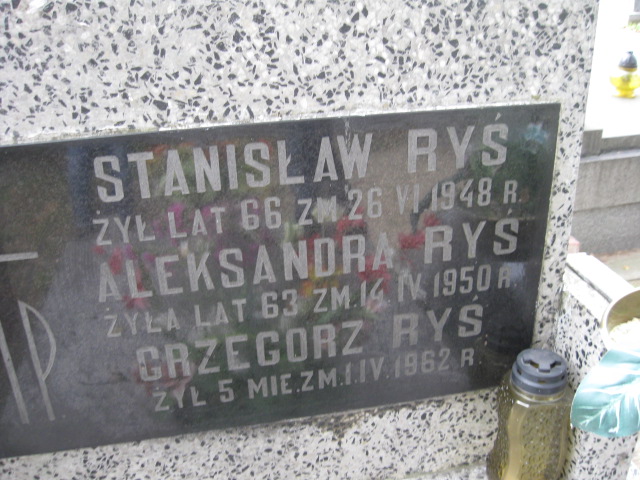 STANISŁAW RYŚ
ŻYŁ LAT 66 ZM 26 VI 1948 R.
ALEKSANDRA RYŚ
ŻYŁA LAT 63 ZM.14 IV.1950 R.
GRZEGORZ RYŚ
ŻYŁ 5 MIE.ZM.1.IV.1962 R.